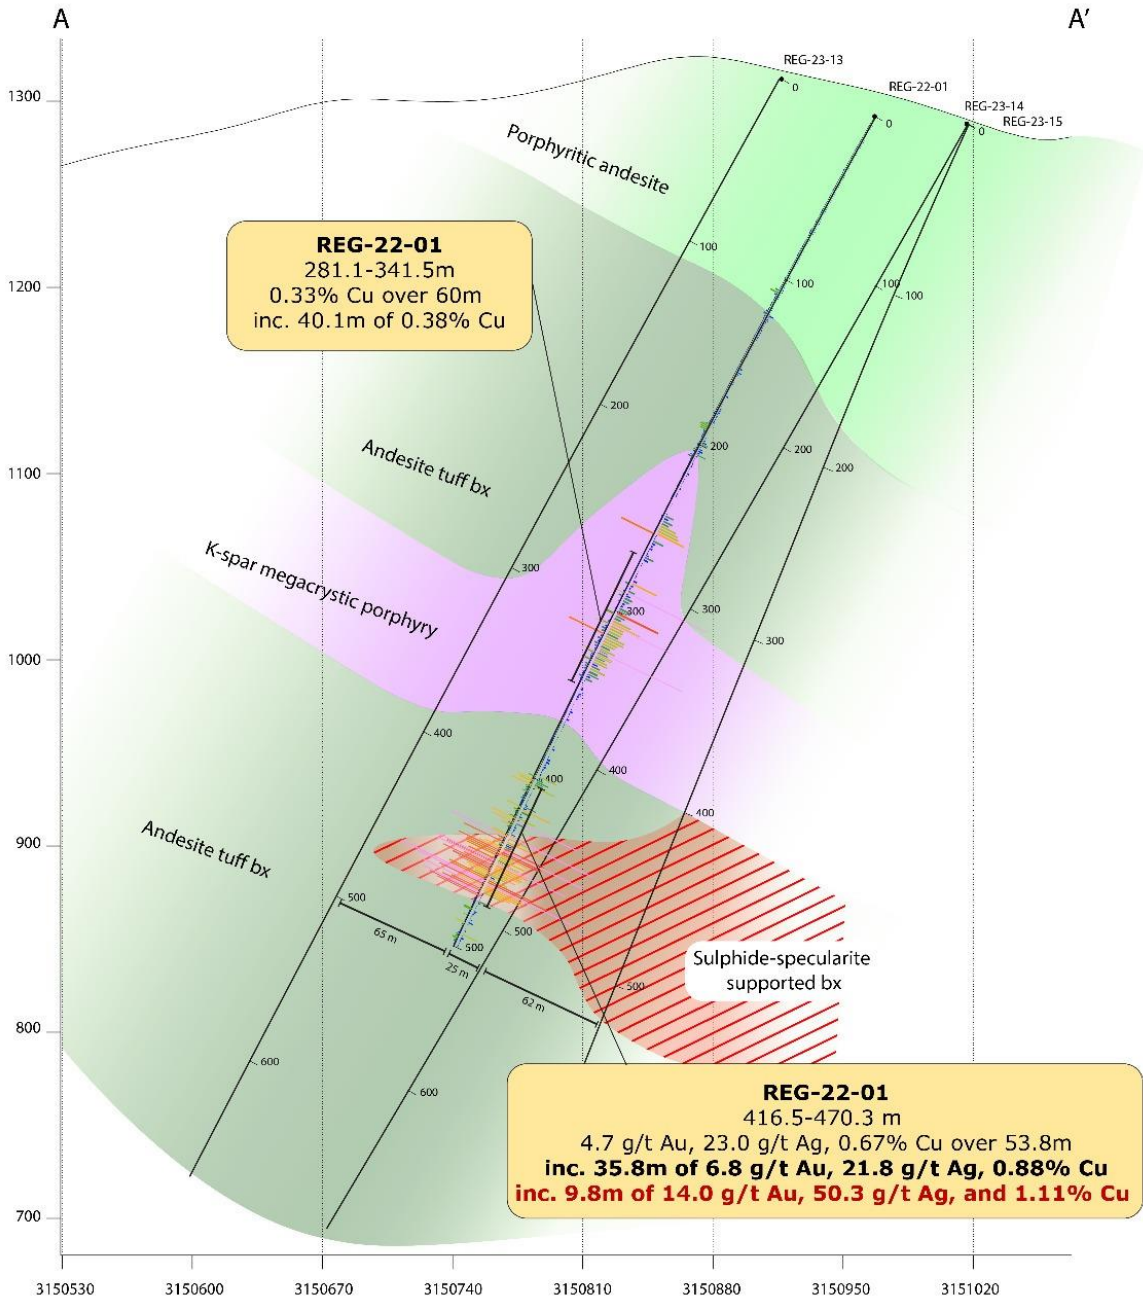 A
A'
REG-23-13
REG-22-01
REG-23-14
REG-23-15
0
0
0
1300
1200
1100
1000
900
800
700
Porphyritic andesite
REG-22-01
281.1-341.5m
0.33% Cu over 60m
inc. 40.1m of 0.38% Cu
100
100
100
100
200
200
200
200
Andesite tuff bx
K-spar megacrystic porphyry
300
300
300
300
400
400
400
400
Andesite tuff bx
500
500
500
500
65 m
25 m
62 m
Sulphide-specularite
supported bx
600
600
REG-22-01
416.5-470.3 m
4.7 g/t Au, 23.0 g/t Ag, 0.67% Cu over 53.8m
inc. 35.8m of 6.8 g/t Au, 21.8 g/t Ag, 0.88% Cu
inc. 9.8m of 14.0 g/t Au, 50.3 g/t Ag, and 1.11% Cu
3150530
3150600
3150670
3150740
3150810
3150880
3150950
3151020